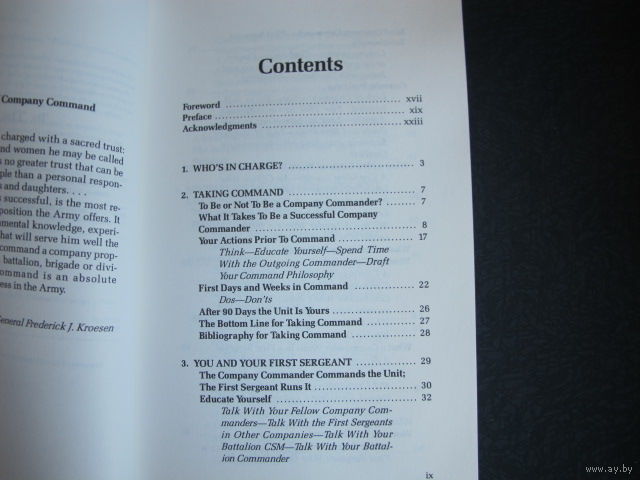 Company Command
charged with a sacred trust:
nd women he may be called
s no greater trust that can be
ple than a personal respon-
s and daughters. . . .
s successful, is the most re-
position the Army offers. It
mental knowledge, experi-
that will serve him well the
command a company prop-
battalion, brigade or divi-
ommand is an absolute
ess in the Army.
General Frederick J. Kroesen
Contents
Foreword xvii
Preface xix
Acknowledgments xxiii
1. WHO'S IN CHARGE? 3
2. TAKING COMMAND 7
To Be or Not To Be a Company Commander? 7
What It Takes To Be a Successful Company
Commander 8
Your Actions Prior To Command 17
Think—Educate Yourself—Spend Time
With the Outgoing Commander—Draft
Your Command Philosophy
First Days and Weeks in Command 22
Dos—Don'ts
After 90 Days the Unit Is Yours 26
The Bottom Line for Taking Command 27
Bibliography for Taking Command 28
3. YOU AND YOUR FIRST SERGEANT 29
The Company Commander Commands the Unit;
The First Sergeant Runs It 30
Educate Yourself 32
Talk With Your Fellow Company Com-
manders—Talk With the First Sergeants
in Other Companies—Talk With Your
Battalion CSM—Talk With Your Battal-
ion Commander
ix
www.ay.by